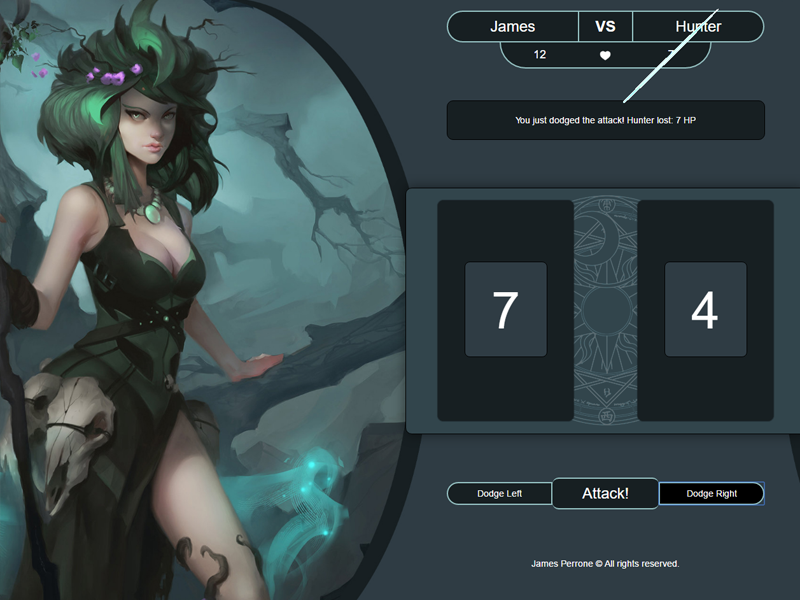 James VS Hunter
12 7
You just dodged the attack! Hunter lost: 7 HP
7 4
Dodge Left Attack! Dodge Right
James Perrone © All rights reserved.